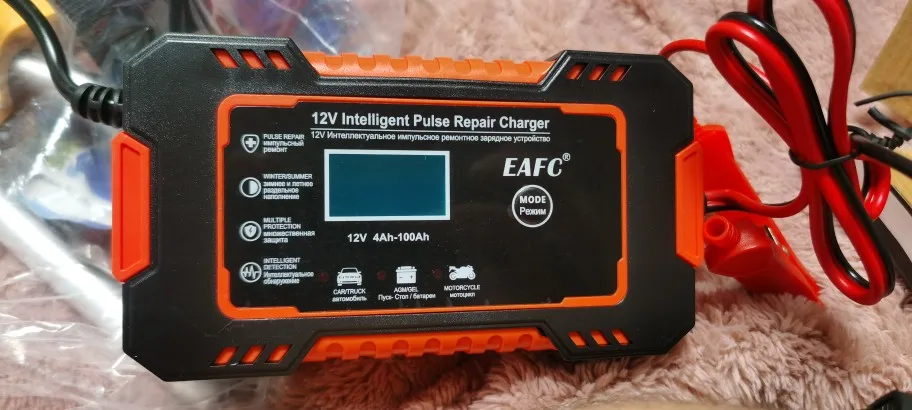 12V Intelligent Pulse Repair Charger
12V Интеллектуальное импульсное ремонтное зарядное устройство
PULSE REPAIR
импульсный
ремонт
WINTER/SUMMER
зимнее и летнее
раздельное
наполнение
MULTIPLE
PROTECTION
множественная
защита
INTELLIGENT
DETECTION
Интеллектуальное
обнаружение
EAFC®
MODE
Режим
12V 4Ah-100Ah
CAR/TRUCK
автомобиль
AGM/GEL
Пуск- Стоп / батареи
MOTORCYCLE
мотоцикл